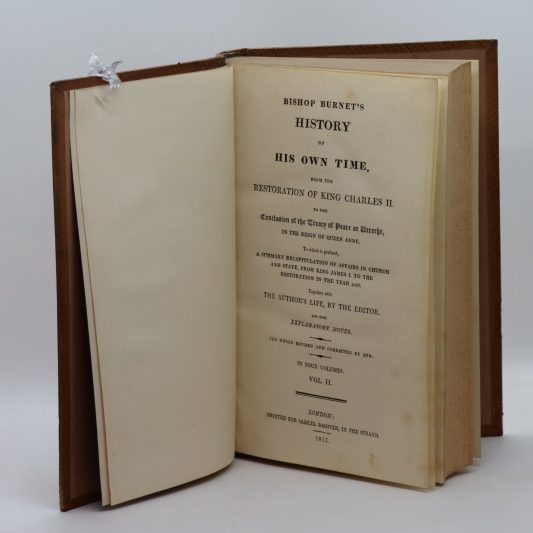 BISHOP BURNET'S
HISTORY
OF
HIS OWN TIME,
FROM THE
RESTORATION OF KING CHARLES II.
TO THE
Conclusion of the Treaty of Peace at Utrecht,
IN THE REIGN OF QUEEN ANNE.
To which is prefixed,
A SUMMARY RECAPITULATION OF AFFAIRS IN CHURCH
AND STATE, FROM KING JAMES I. TO THE
RESTORATION IN THE YEAR 1660.
Together with
THE AUTHOR'S LIFE, BY THE EDITOR.
AND SOME
EXPLANATORY NOTES.
THE WHOLE REVISED AND CORRECTED BY HIM.
IN FOUR VOLUMES.
VOL. II.
LONDON;
PRINTED FOR SAMUEL BAGSTER, IN THE STRAND.
1815.